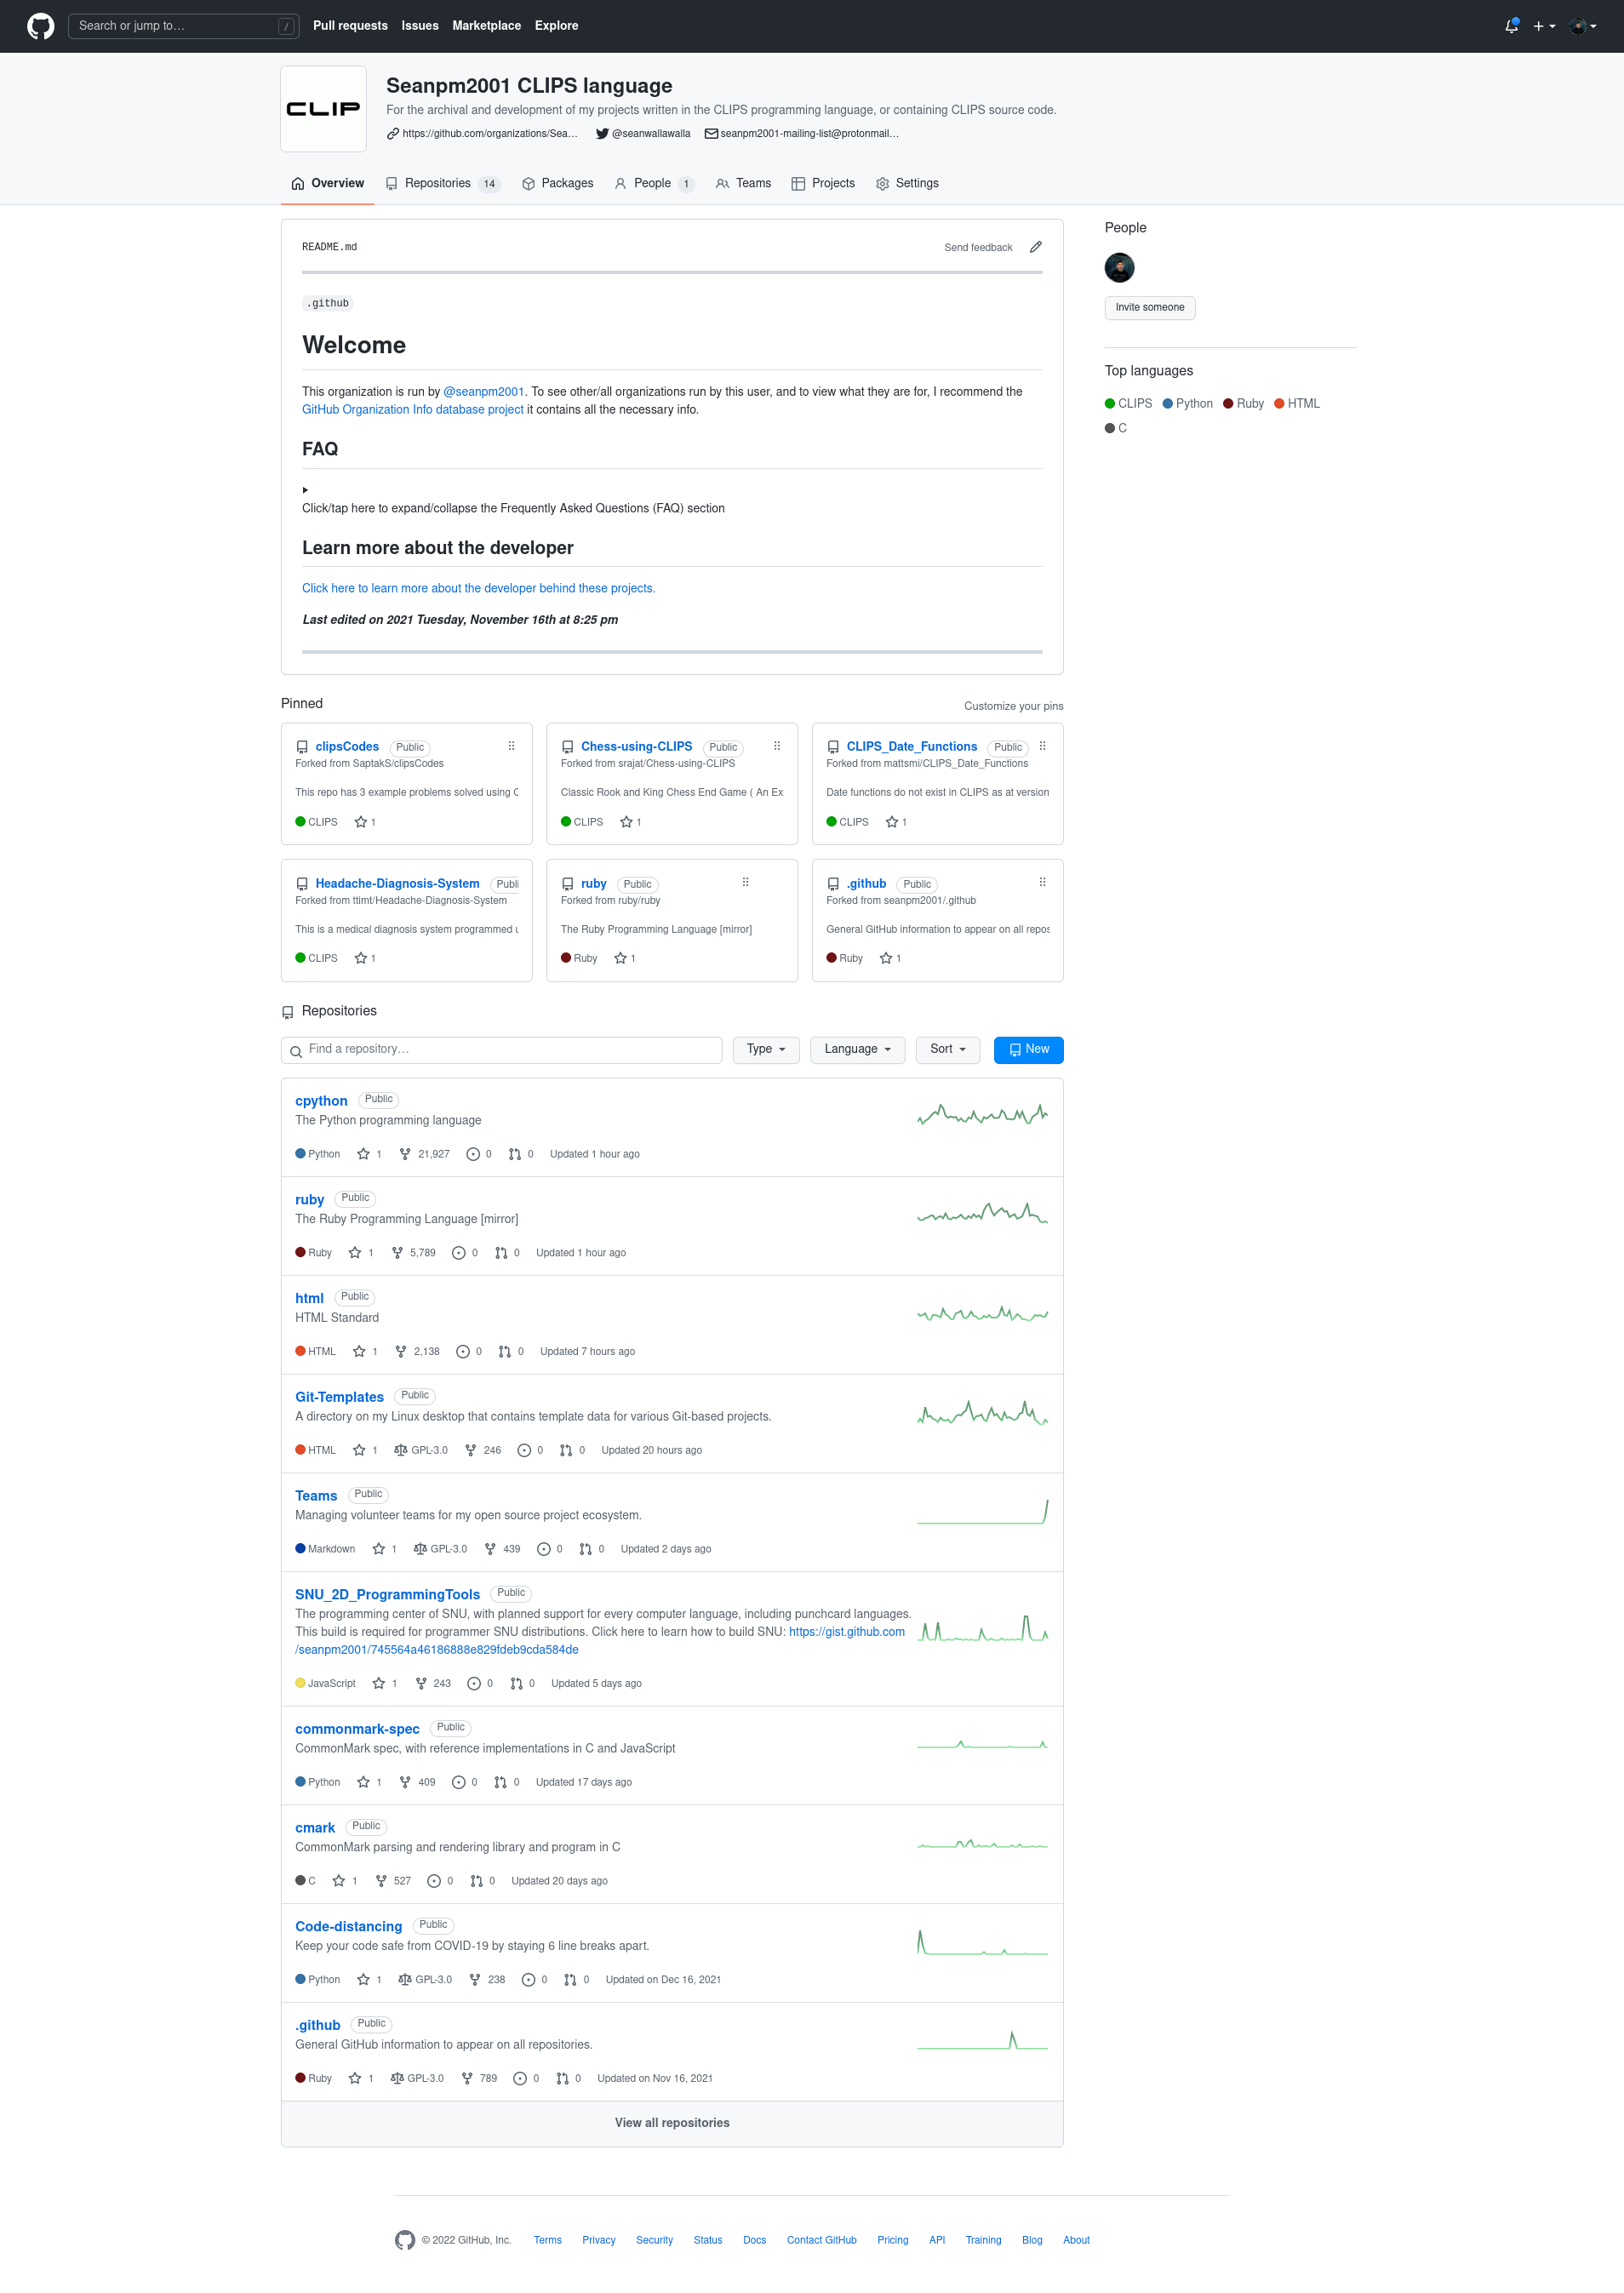 Search or jump to…
/
Pull requests
Issues
Marketplace
Explore
CLIP
Seanpm2001 CLIPS language
For the archival and development of my projects written in the CLIPS programming language, or containing CLIPS source code.
https://github.com/organizations/Sea…
@seanwallawalla
seanpm2001-mailing-list@protonmail…
Overview
Repositories 14
Packages
People 1
Teams
Projects
Settings
README.md
Send feedback
.github
Welcome
This organization is run by @seanpm2001. To see other/all organizations run by this user, and to view what they are for, I recommend the
GitHub Organization Info database project it contains all the necessary info.
FAQ
Click/tap here to expand/collapse the Frequently Asked Questions (FAQ) section
Learn more about the developer
Click here to learn more about the developer behind these projects.
Last edited on 2021 Tuesday, November 16th at 8:25 pm
People
Invite someone
Top languages
CLIPS Python Ruby HTML
C
Pinned
Customize your pins
clipsCodes Public
Forked from SaptakS/clipsCodes
This repo has 3 example problems solved using C
CLIPS 1
Chess-using-CLIPS Public
Forked from srajat/Chess-using-CLIPS
Classic Rook and King Chess End Game ( An Ex
CLIPS 1
CLIPS_Date_Functions Public
Forked from mattsmi/CLIPS_Date_Functions
Date functions do not exist in CLIPS as at version
CLIPS 1
Headache-Diagnosis-System Publi
Forked from ttimt/Headache-Diagnosis-System
This is a medical diagnosis system programmed
CLIPS 1
ruby Public
Forked from ruby/ruby
The Ruby Programming Language [mirror]
Ruby 1
.github Public
Forked from seanpm2001/.github
General GitHub information to appear on all repos
Ruby 1
Repositories
Find a repository…
Type
Language
Sort
New
cpython Public
The Python programming language
Python 1 21,927 0 0 Updated 1 hour ago
ruby Public
The Ruby Programming Language [mirror]
Ruby 1 5,789 0 0 Updated 1 hour ago
html Public
HTML Standard
HTML 1 2,138 0 0 Updated 7 hours ago
Git-Templates Public
A directory on my Linux desktop that contains template data for various Git-based projects.
HTML 1 GPL-3.0 246 0 0 Updated 20 hours ago
Teams Public
Managing volunteer teams for my open source project ecosystem.
Markdown 1 GPL-3.0 439 0 0 Updated 2 days ago
SNU_2D_ProgrammingTools Public
The programming center of SNU, with planned support for every computer language, including punchcard languages.
This build is required for programmer SNU distributions. Click here to learn how to build SNU: https://gist.github.com
/seanpm2001/745564a46186888e829fdeb9cda584de
JavaScript 1 243 0 0 Updated 5 days ago
commonmark-spec Public
CommonMark spec, with reference implementations in C and JavaScript
Python 1 409 0 0 Updated 17 days ago
cmark Public
CommonMark parsing and rendering library and program in C
C 1 527 0 0 Updated 20 days ago
Code-distancing Public
Keep your code safe from COVID-19 by staying 6 line breaks apart.
Python 1 GPL-3.0 238 0 0 Updated on Dec 16, 2021
.github Public
General GitHub information to appear on all repositories.
Ruby 1 GPL-3.0 789 0 0 Updated on Nov 16, 2021
View all repositories
© 2022 GitHub, Inc.
Terms
Privacy
Security
Status
Docs
Contact GitHub
Pricing
API
Training
Blog
About